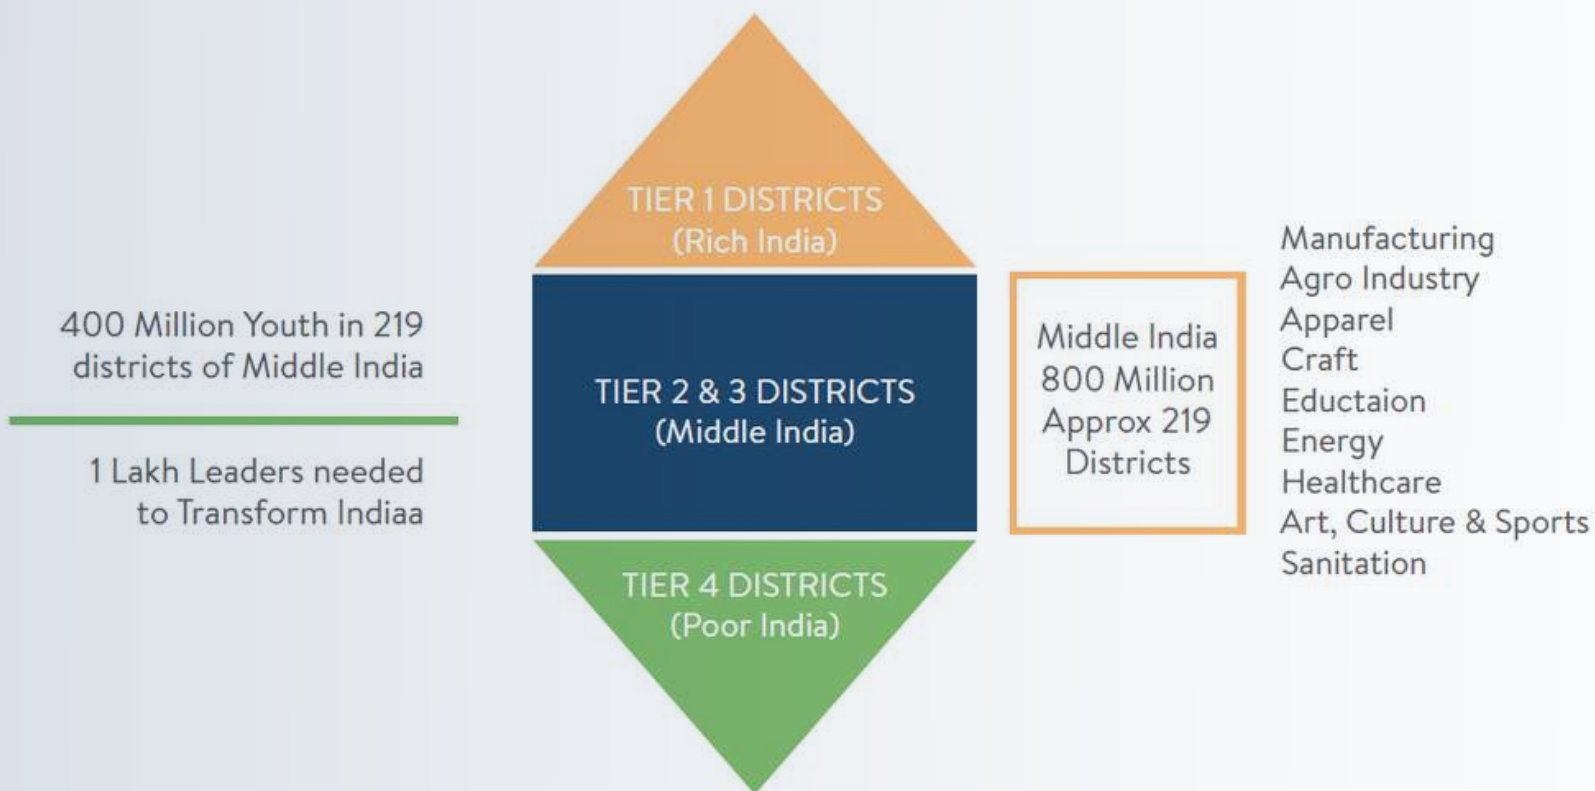 TIER 1 DISTRICTS
(Rich India)
400 Million Youth in 219
districts of Middle India
1 Lakh Leaders needed
to Transform Indiaa
TIER 2 & 3 DISTRICTS
(Middle India)
Middle India
800 Million
Approx 219
Districts
Manufacturing
Agro Industry
Apparel
Craft
Eductaion
Energy
Healthcare
Art, Culture & Sports
Sanitation
TIER 4 DISTRICTS
(Poor India)